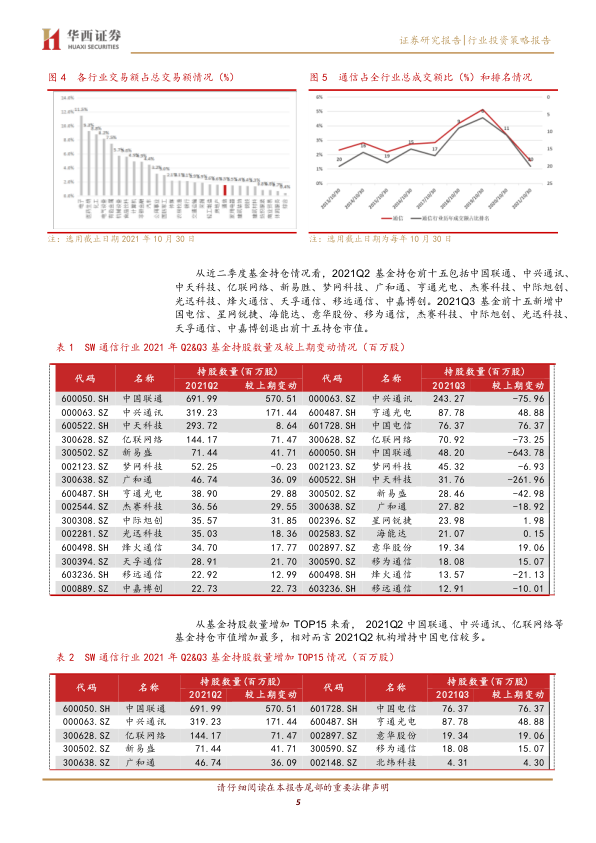 华西证券
HUAXI SECURITIES
证券研究报告|行业投资策略报告
图 4 各行业交易额占总交易额情况（%）
图 5 通信占全行业总成交额比（%）和排名情况
14.0%
12.0%
10.0%
8.0%
6.0%
4.0%
2.0%
0.0%
6%
5%
4%
3%
2%
1%
0%
0
5
10
15
20
25
通信
通信行业历年成交额占比排名
注：选用截止日期 2021 年 10 月 30 日
注：选用截止日期为每年 10 月 30 日
从近二季度基金持仓情况看，2021Q2 基金持仓前十五包括中国联通、中兴通讯、
中天科技、亿联网络、新易胜、梦网科技、广和通、亨通光电、杰赛科技、中际旭创、
光迅科技、烽火通信、天孚通信、移远通信、中嘉博创。2021Q3 基金前十五新增中
国电信、星网锐捷、海能达、意华股份、移为通信，杰赛科技、中际旭创、光迅科技、
天孚通信、中嘉博创退出前十五持仓市值。
表 1 SW 通信行业 2021 年 Q2&Q3 基金持股数量及较上期变动情况（百万股）
代码 名称 持股数量(百万股) 代码 名称 持股数量(百万股)
2021Q2 较上期变动 2021Q3 较上期变动
600050.SH 中国联通 691.99 570.51 000063.SZ 中兴通讯 243.27 -75.96
000063.SZ 中兴通讯 319.23 171.44 600487.SH 亨通光电 87.78 48.88
600522.SH 中天科技 293.72 8.64 601728.SH 中国电信 76.37 76.37
300628.SZ 亿联网络 144.17 71.47 300628.SZ 亿联网络 70.92 -73.25
300502.SZ 新易盛 71.44 41.71 600050.SH 中国联通 48.20 -643.78
002123.SZ 梦网科技 52.25 -0.23 002123.SZ 梦网科技 45.32 -6.93
300638.SZ 广和通 46.74 36.09 600522.SH 中天科技 31.76 -261.96
600487.SH 亨通光电 38.90 29.88 300502.SZ 新易盛 28.46 -42.98
002544.SZ 杰赛科技 36.56 29.55 300638.SZ 广和通 27.82 -18.92
300308.SZ 中际旭创 35.57 31.85 002396.SZ 星网锐捷 23.98 1.98
002281.SZ 光迅科技 35.03 18.36 002583.SZ 海能达 21.07 0.15
600498.SH 烽火通信 34.70 17.77 002897.SZ 意华股份 19.34 19.06
300394.SZ 天孚通信 28.91 21.70 300590.SZ 移为通信 18.08 15.07
603236.SH 移远通信 22.92 12.99 600498.SH 烽火通信 13.57 -21.13
000889.SZ 中嘉博创 22.73 22.73 603236.SH 移远通信 12.91 -10.01
从基金持股数量增加 TOP15 来看， 2021Q2 中国联通、中兴通讯、亿联网络等
基金持仓市值增加最多，相对而言 2021Q2 机构增持中国电信较多。
表 2 SW 通信行业 2021 年 Q2&Q3 基金持股数量增加 TOP15 情况（百万股）
代码 名称 持股数量(百万股) 代码 名称 持股数量(百万股)
2021Q2 较上期变动 2021Q3 较上期变动
600050.SH 中国联通 691.99 570.51 601728.SH 中国电信 76.37 76.37
000063.SZ 中兴通讯 319.23 171.44 600487.SH 亨通光电 87.78 48.88
300628.SZ 亿联网络 144.17 71.47 002897.SZ 意华股份 19.34 19.06
300502.SZ 新易盛 71.44 41.71 300590.SZ 移为通信 18.08 15.07
300638.SZ 广和通 46.74 36.09 002148.SZ 北纬科技 4.31 4.30
请仔细阅读在本报告尾部的重要法律声明
5